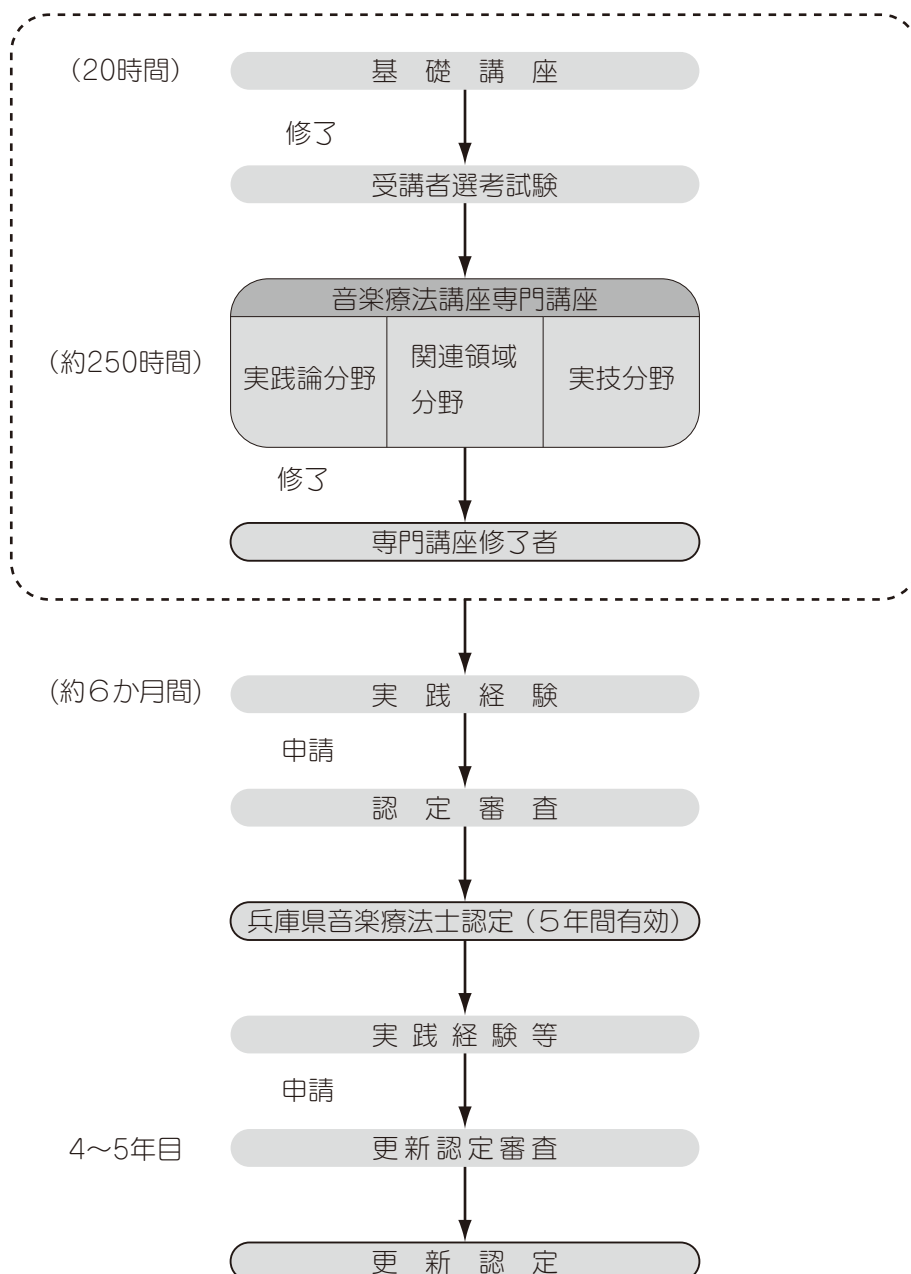 (20時間)
基礎講座
修了
受講者選考試験
音楽療法講座専門講座
(約250時間)
実践論分野
関連領域
分野
実技分野
修了
専門講座修了者
(約６か月間)
実践経験
申請
認定審査
兵庫県音楽療法士認定（５年間有効）
実践経験等
申請
4～5年目
更新認定審査
更新認定